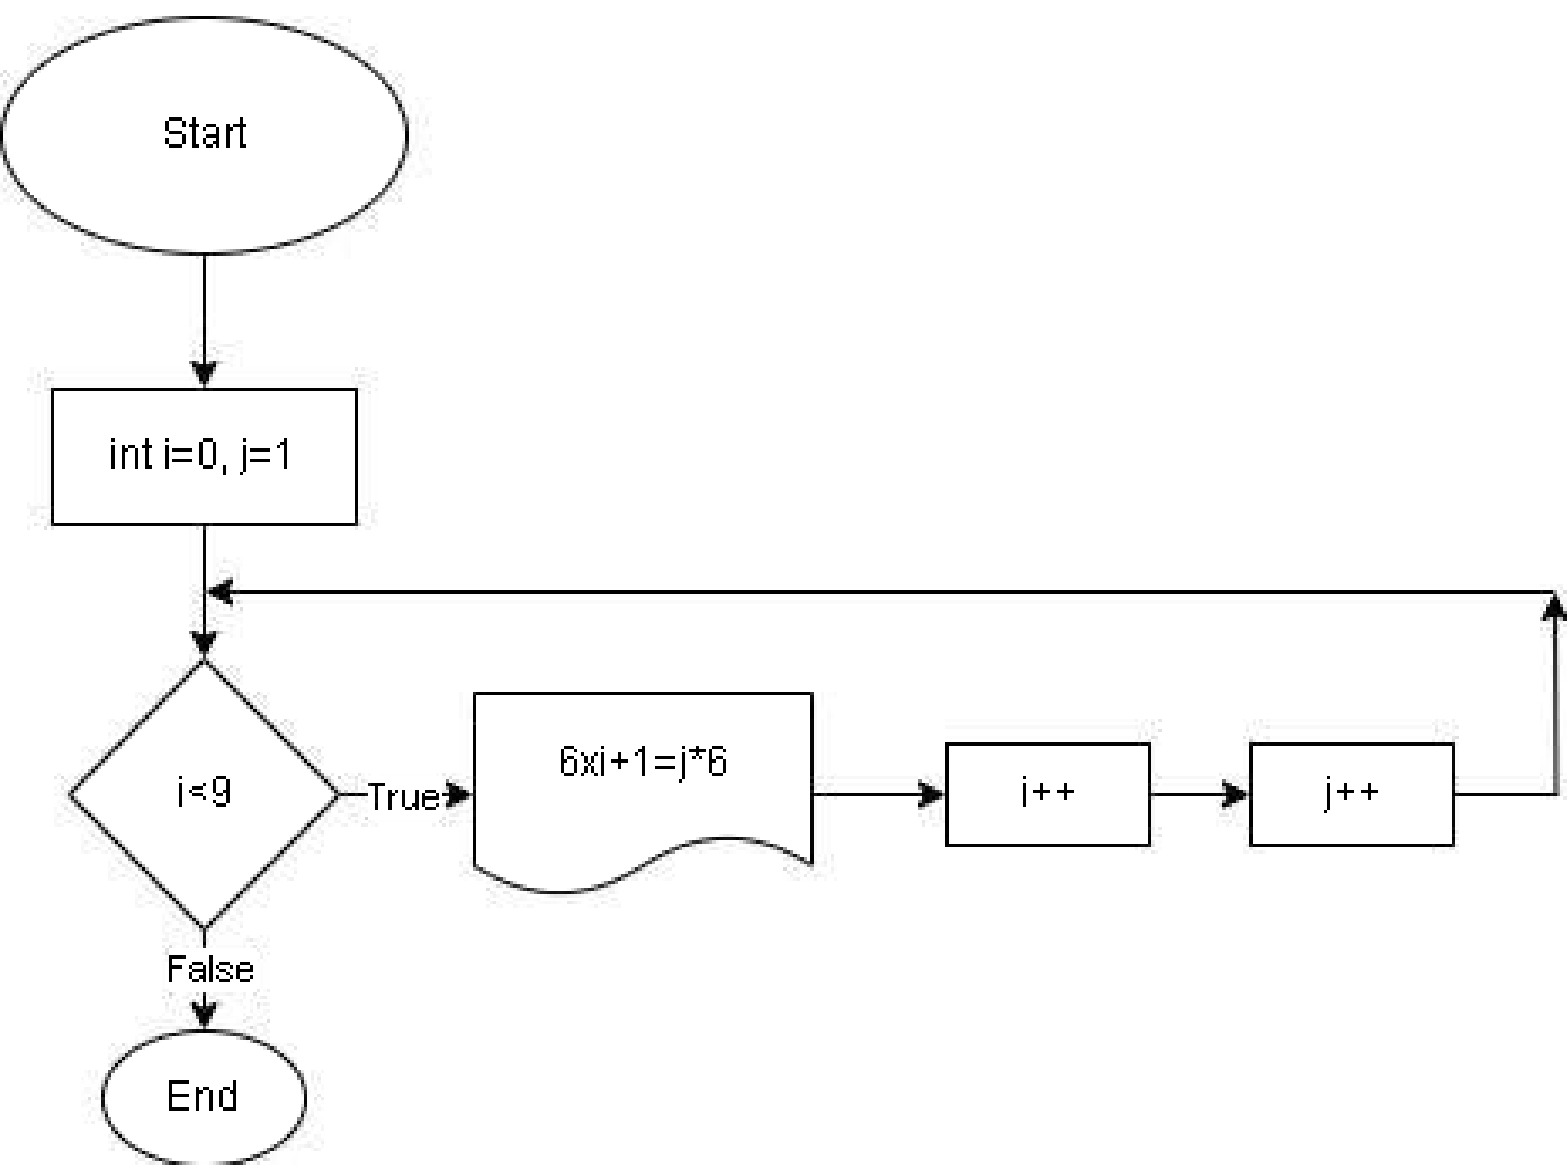 Start
int i=0, j=1
i<9
True
6xi+1=j*6
i++
j++
False
End